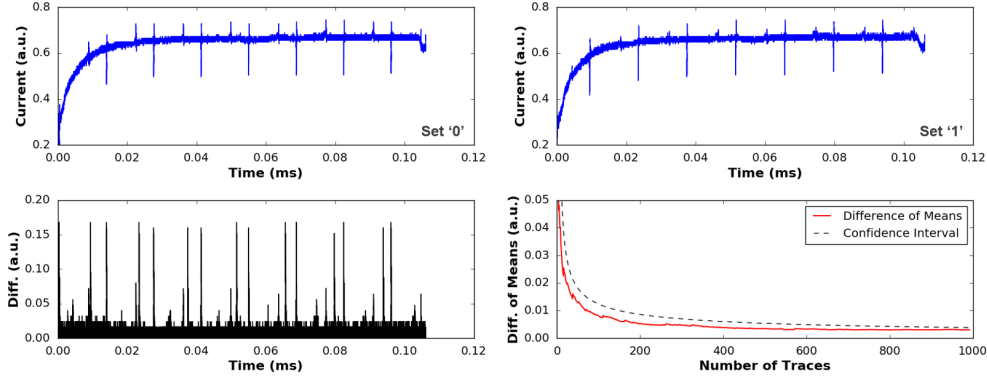 0.8
0.6
0.4
0.2
Current (a.u.)
Set ‘0’
0.00 0.02 0.04 0.06 0.08 0.10 0.12
Time (ms)
0.8
0.6
0.4
0.2
Current (a.u.)
Set ‘1’
0.00 0.02 0.04 0.06 0.08 0.10 0.12
Time (ms)
0.20
0.15
0.10
0.05
0.00
Diff. (a.u.)
0.00 0.02 0.04 0.06 0.08 0.10 0.12
Time (ms)
0.05
0.04
0.03
0.02
0.01
0.00
Diff. of Means (a.u.)
Difference of Means
Confidence Interval
0 200 400 600 800 1000
Number of Traces